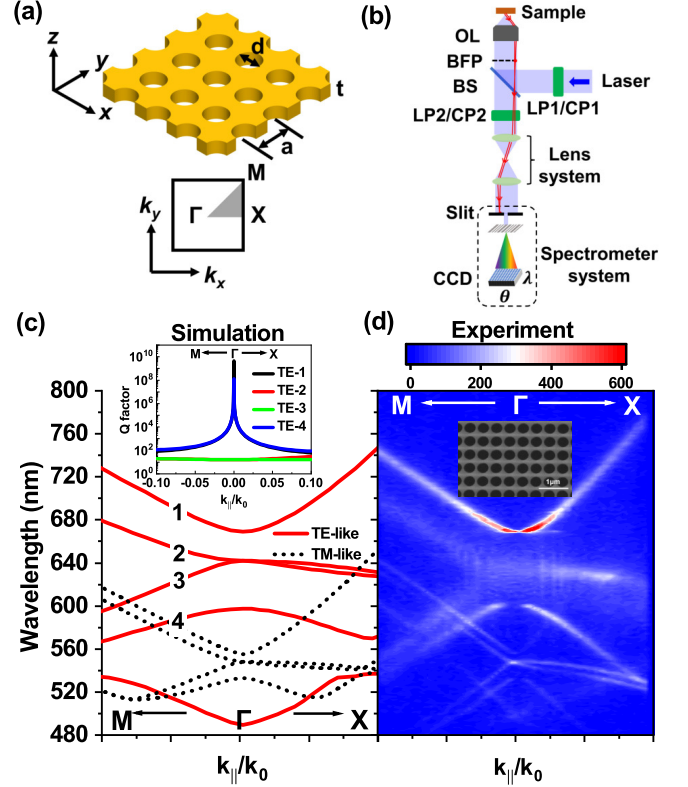 (a)
z
y
x
d
t
a
M
Γ
X
k_y
k_x
(b)
Sample
OL
BFP
BS
Laser
LP1/CP1
LP2/CP2
Lens
system
Slit
Spectrometer
system
CCD
λ
θ
(c)
Simulation
M ← Γ → X
Q factor
10^10
10^8
10^6
10^4
10^2
10^0
TE-1
TE-2
TE-3
TE-4
-0.10 -0.05 0.00 0.05 0.10
k_||/k_0
Wavelength (nm)
800
760
720
680
640
600
560
520
480
1
2
3
4
TE-like
TM-like
M ← Γ → X
k_||/k_0
(d)
Experiment
0 200 400 600
M ← Γ → X
1μm
k_||/k_0